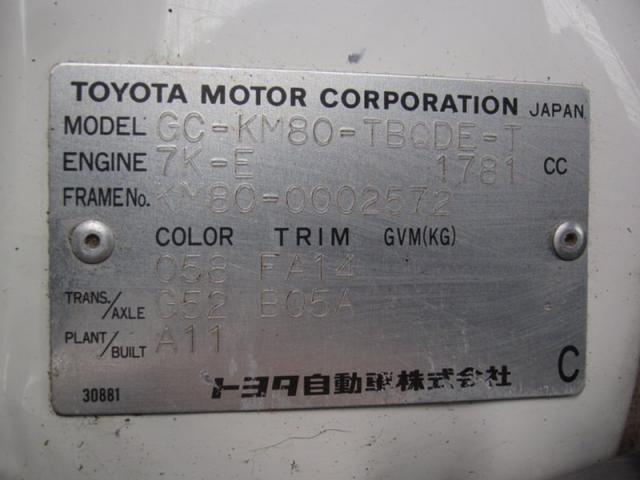 TOYOTA MOTOR CORPORATION JAPAN
MODEL GC-KM80-TBQDE-T
ENGINE 7K-E 1781 CC
FRAME No. KM80-0002572
COLOR TRIM GVM(KG)
058 FA14
TRANS./AXLE G52 B05A
PLANT/BUILT A11
30881 トヨタ自動車株式会社 C